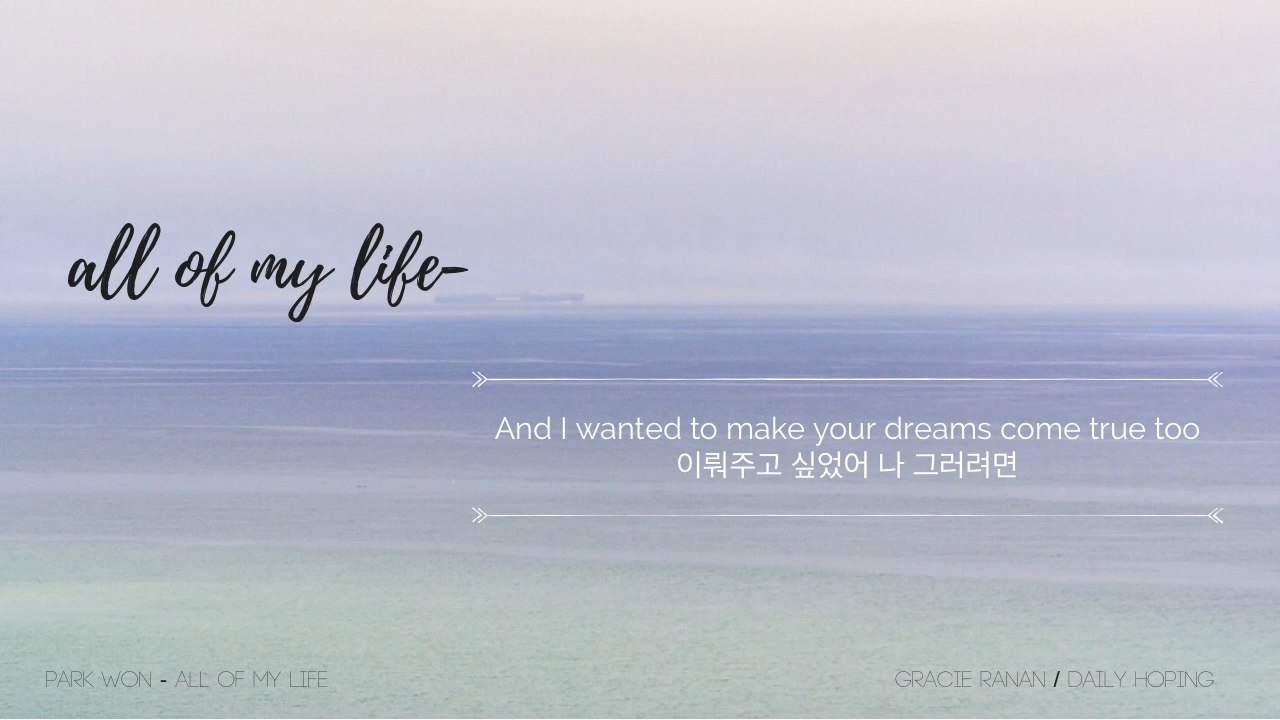 all of my life-
And I wanted to make your dreams come true too
이뤄주고 싶었어 나 그러려면
PARK WON - ALL OF MY LIFE
GRACIE RANAN / DAILY HOPING